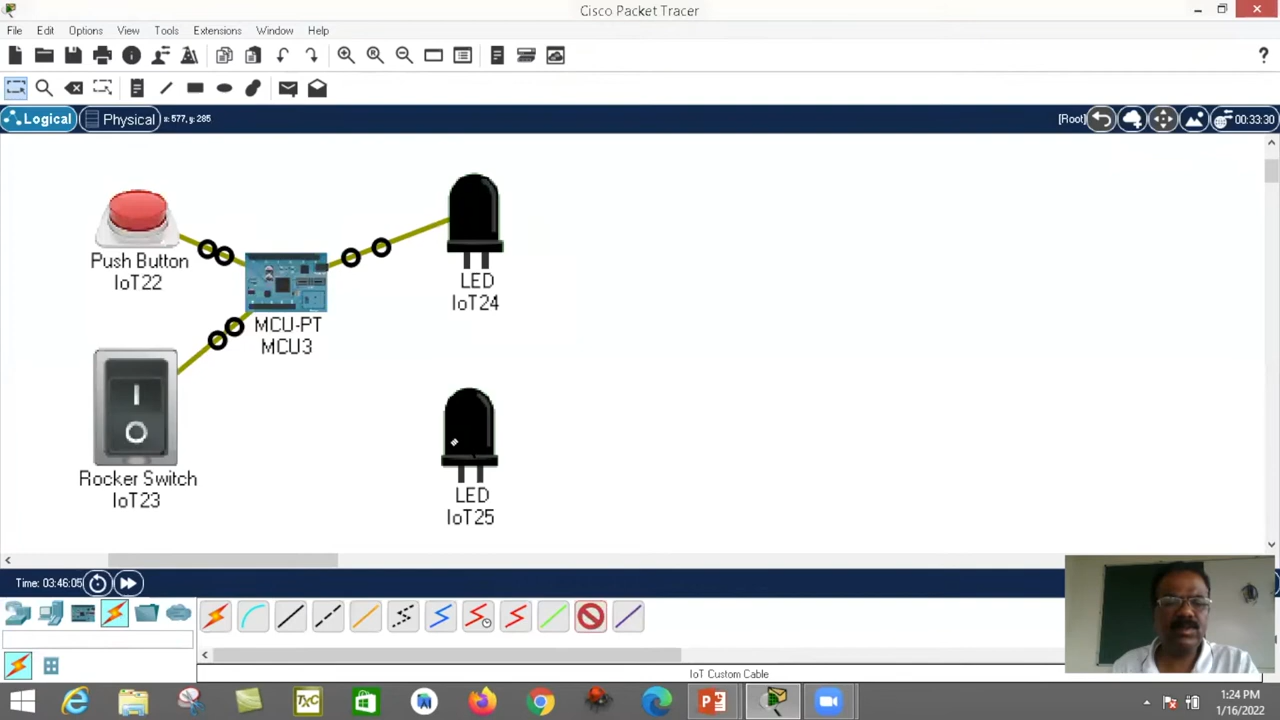 Cisco Packet Tracer
File Edit Options View Tools Extensions Window Help
Logical Physical x: 577, y: 285 [Root] 00:33:30
Push Button
IoT22
MCU-PT
MCU3
LED
IoT24
Rocker Switch
IoT23
LED
IoT25
Time: 03:46:05
IoT Custom Cable
TXC
1:24 PM
1/16/2022